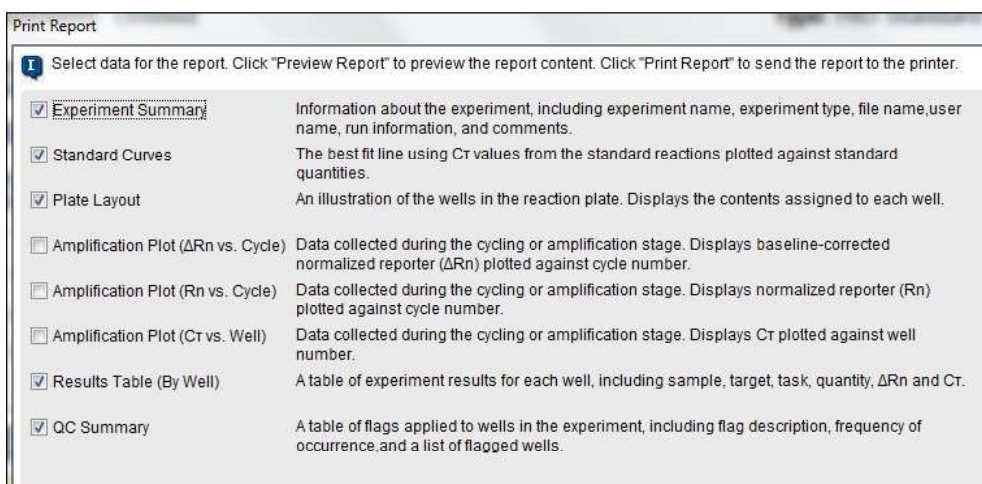 Print Report
Select data for the report. Click "Preview Report" to preview the report content. Click "Print Report" to send the report to the printer.
Experiment Summary Information about the experiment, including experiment name, experiment type, file name,user
name, run information, and comments.
Standard Curves The best fit line using CT values from the standard reactions plotted against standard
quantities.
Plate Layout An illustration of the wells in the reaction plate. Displays the contents assigned to each well.
Amplification Plot (ΔRn vs. Cycle) Data collected during the cycling or amplification stage. Displays baseline-corrected
normalized reporter (ΔRn) plotted against cycle number.
Amplification Plot (Rn vs. Cycle) Data collected during the cycling or amplification stage. Displays normalized reporter (Rn)
plotted against cycle number.
Amplification Plot (CT vs. Well) Data collected during the cycling or amplification stage. Displays CT plotted against well
number.
Results Table (By Well) A table of experiment results for each well, including sample, target, task, quantity, ΔRn and CT.
QC Summary A table of flags applied to wells in the experiment, including flag description, frequency of
occurrence,and a list of flagged wells.